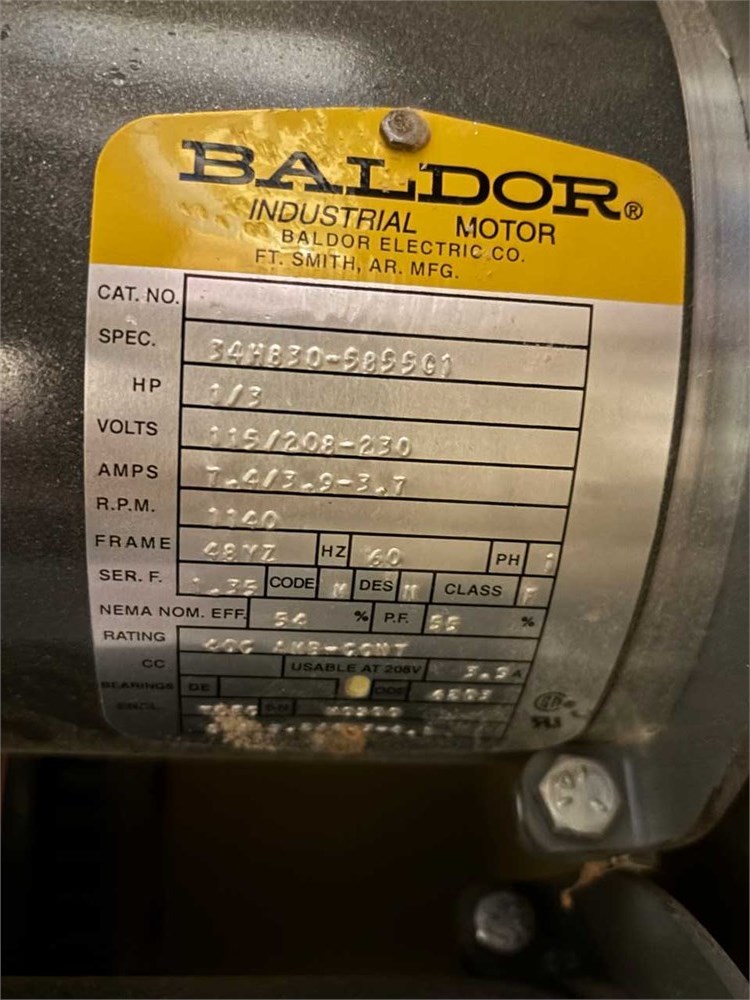 BALDOR®
INDUSTRIAL MOTOR
BALDOR ELECTRIC CO.
FT. SMITH, AR. MFG.
CAT. NO.
SPEC. 34H830-5899G1
HP 1/3
VOLTS 115/208-230
AMPS 7.4/3.9-3.7
R.P.M. 1140
FRAME 48YZ HZ 60 PH 1
SER. F. 1.35 CODE N DES N CLASS F
NEMA NOM. EFF. 54 % P.F. 55 %
RATING 40C AMB-CONT
CC USABLE AT 208V A
BEARINGS DE ODE
ENCL. SN